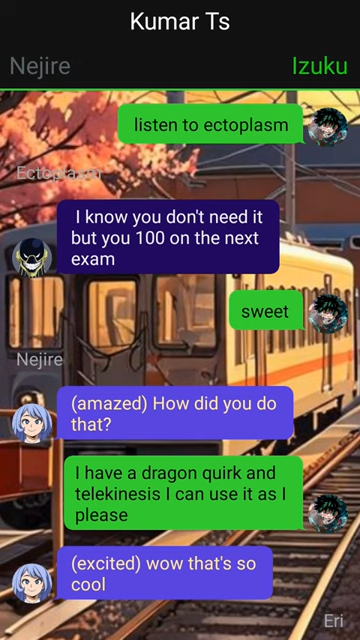 Kumar Ts
Nejire
Izuku
listen to ectoplasm
Ectoplasm
I know you don't need it
but you 100 on the next
exam
sweet
Nejire
(amazed) How did you do
that?
I have a dragon quirk and
telekinesis I can use it as I
please
(excited) wow that's so
cool
Eri